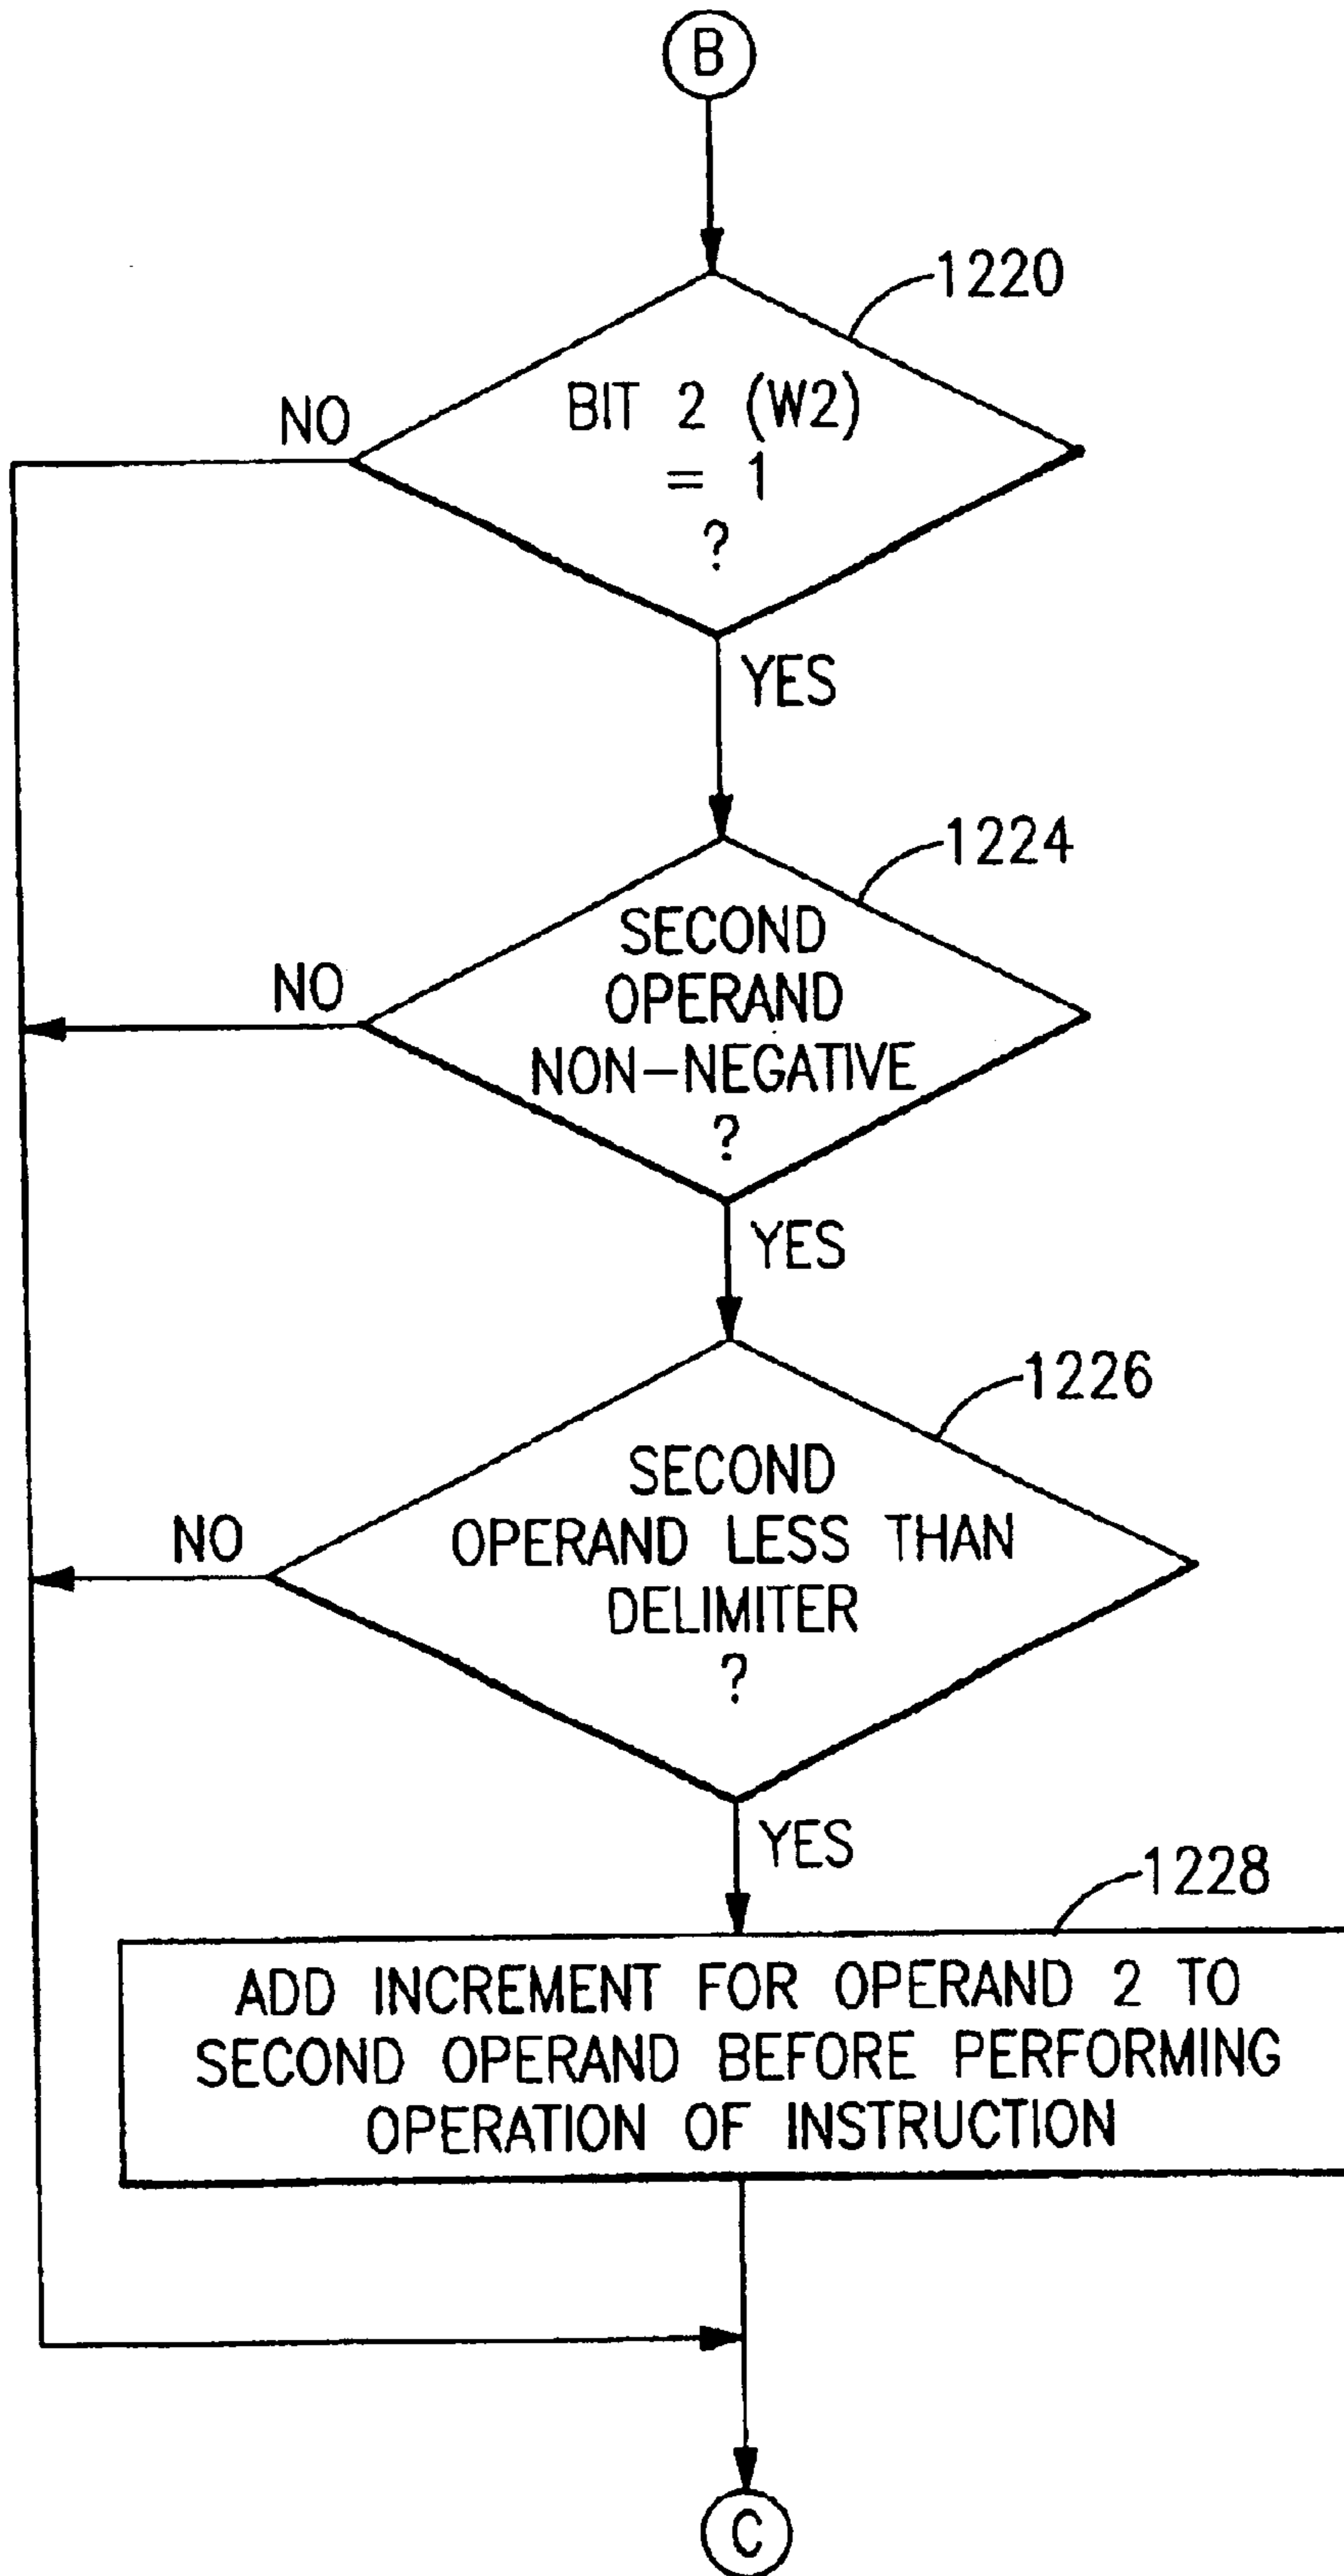 B
1220
BIT 2 (W2)
= 1
?
NO
YES
1224
SECOND
OPERAND
NON-NEGATIVE
?
NO
YES
1226
SECOND
OPERAND LESS THAN
DELIMITER
?
NO
YES
1228
ADD INCREMENT FOR OPERAND 2 TO
SECOND OPERAND BEFORE PERFORMING
OPERATION OF INSTRUCTION
C